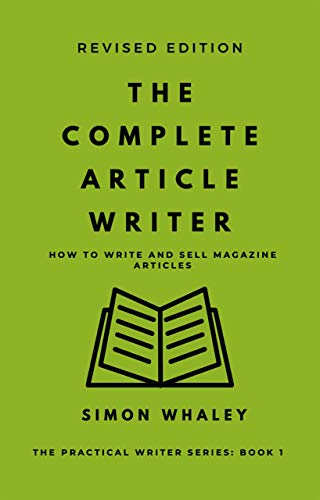 REVISED EDITION
THE
COMPLETE
ARTICLE
WRITER
HOW TO WRITE AND SELL MAGAZINE
ARTICLES
SIMON WHALEY
THE PRACTICAL WRITER SERIES: BOOK 1